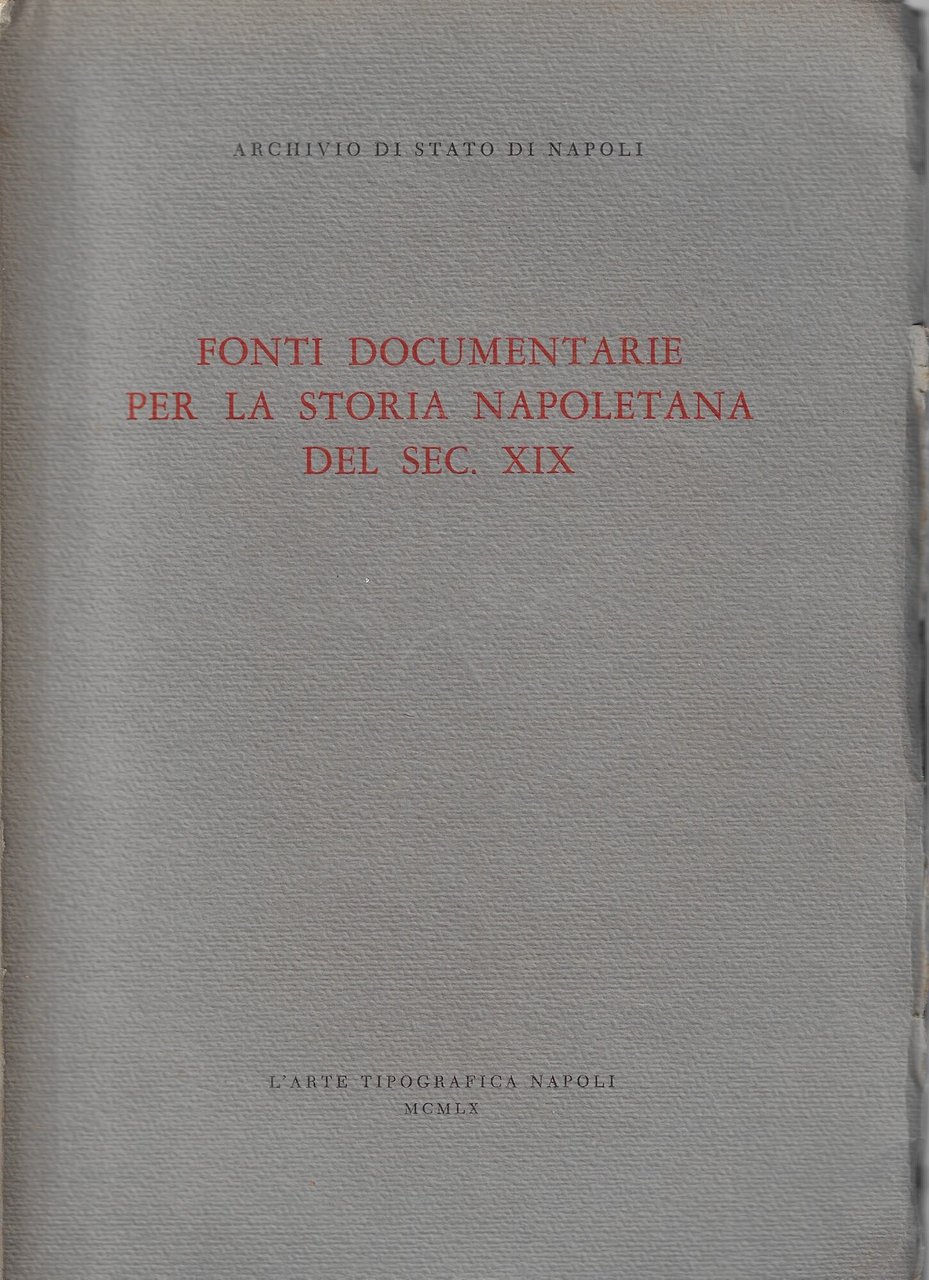 ARCHIVIO DI STATO DI NAPOLI
FONTI DOCUMENTARIE
PER LA STORIA NAPOLETANA
DEL SEC. XIX
L'ARTE TIPOGRAFICA NAPOLI
MCMLX